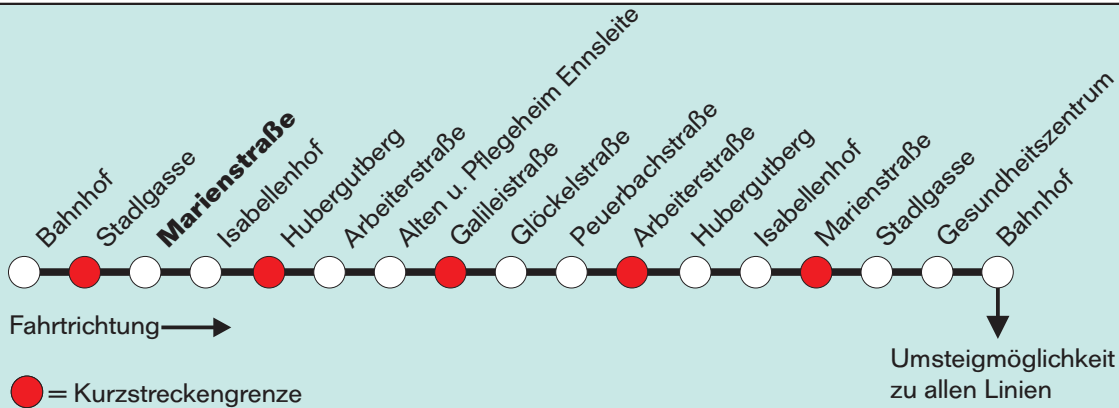 Bahnhof
Stadlgasse
Marienstraße
Isabellenhof
Hubergutberg
Arbeiterstraße
Alten u. Pflegeheim Ennsleite
Galileistraße
Glöckelstraße
Peuerbachstraße
Arbeiterstraße
Hubergutberg
Isabellenhof
Marienstraße
Stadlgasse
Gesundheitszentrum
Bahnhof
Fahrtrichtung
Umsteigmöglichkeit
zu allen Linien
= Kurzstreckengrenze